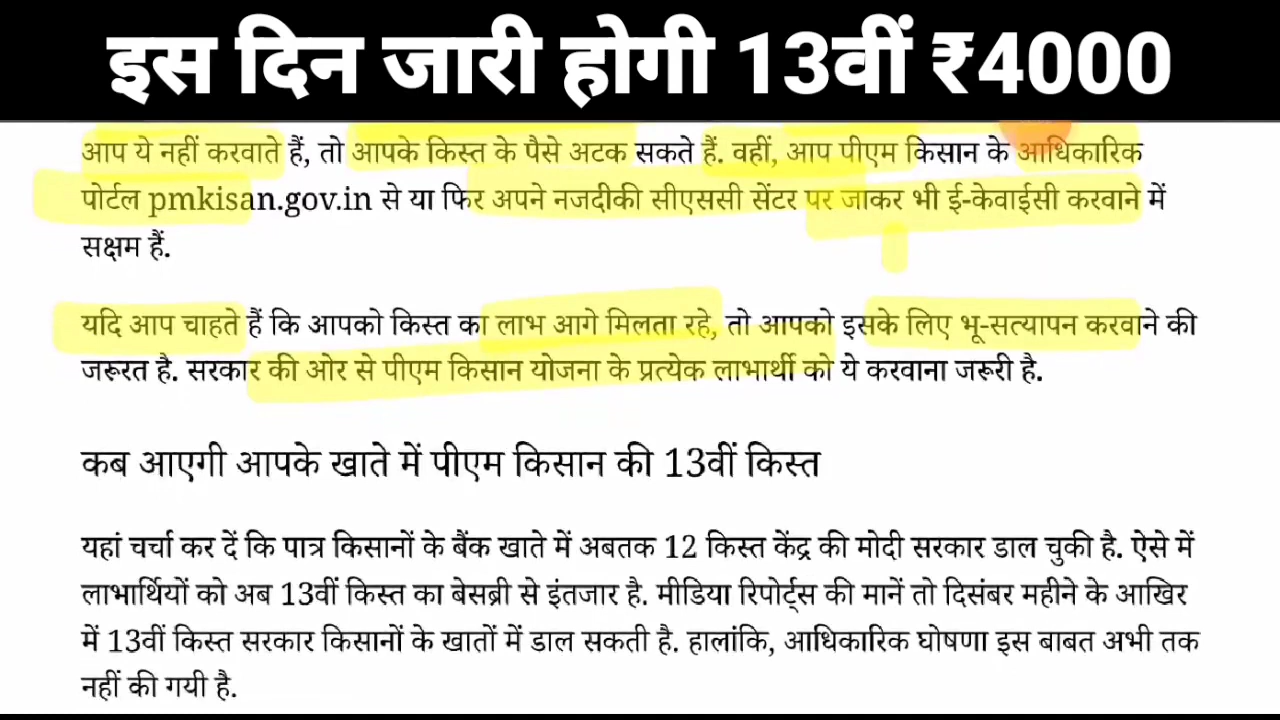 इस दिन जारी होगी 13वीं ₹4000
आप ये नहीं करवाते हैं, तो आपके किस्त के पैसे अटक सकते हैं. वहीं, आप पीएम किसान के आधिकारिक
पोर्टल pmkisan.gov.in से या फिर अपने नजदीकी सीएससी सेंटर पर जाकर भी ई-केवाईसी करवाने में
सक्षम हैं.
यदि आप चाहते हैं कि आपको किस्त का लाभ आगे मिलता रहे, तो आपको इसके लिए भू-सत्यापन करवाने की
जरूरत है. सरकार की ओर से पीएम किसान योजना के प्रत्येक लाभार्थी को ये करवाना जरूरी है.
कब आएगी आपके खाते में पीएम किसान की 13वीं किस्त
यहां चर्चा कर दें कि पात्र किसानों के बैंक खाते में अबतक 12 किस्त केंद्र की मोदी सरकार डाल चुकी है. ऐसे में
लाभार्थियों को अब 13वीं किस्त का बेसब्री से इंतजार है. मीडिया रिपोर्ट्स की मानें तो दिसंबर महीने के आखिर
में 13वीं किस्त सरकार किसानों के खातों में डाल सकती है. हालांकि, आधिकारिक घोषणा इस बाबत अभी तक
नहीं की गयी है.